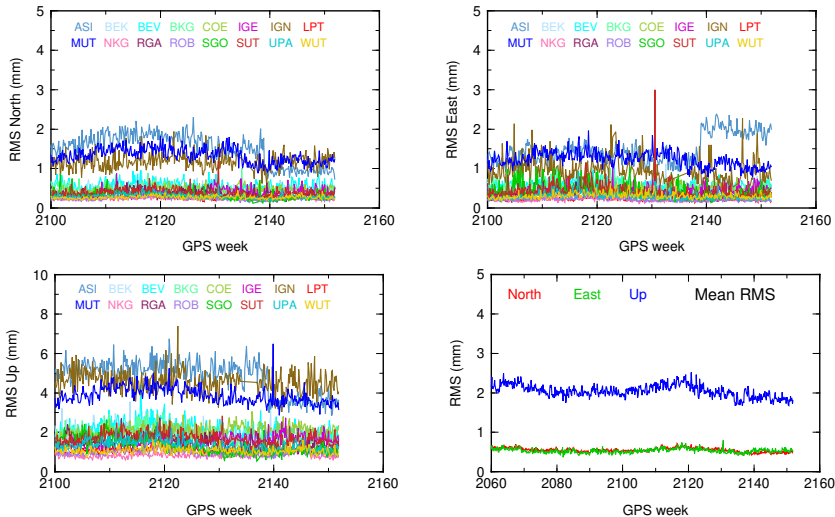 5
4
3
2
1
0
RMS North (mm)
ASI BEK BEV BKG COE IGE IGN LPT
MUT NKG RGA ROB SGO SUT UPA WUT
2100 2120 2140 2160
GPS week
5
4
3
2
1
0
RMS East (mm)
ASI BEK BEV BKG COE IGE IGN LPT
MUT NKG RGA ROB SGO SUT UPA WUT
2100 2120 2140 2160
GPS week
10
8
6
4
2
0
RMS Up (mm)
ASI BEK BEV BKG COE IGE IGN LPT
MUT NKG RGA ROB SGO SUT UPA WUT
2100 2120 2140 2160
GPS week
5
4
3
2
1
0
RMS (mm)
North East Up Mean RMS
2060 2080 2100 2120 2140 2160
GPS week